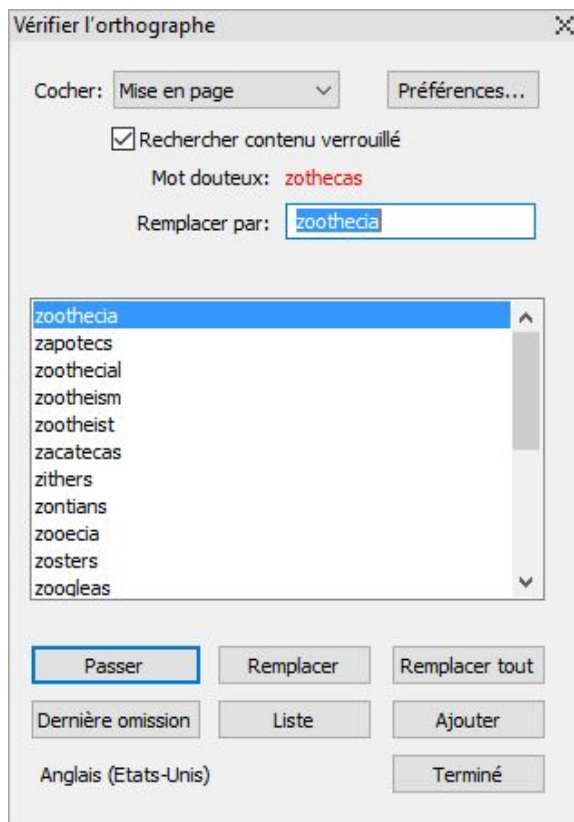 Vérifier l'orthographe
Cocher: Mise en page Préférences...
Rechercher contenu verrouillé
Mot douteux: zothecas
Remplacer par: zoothecia
zoothecia
zapotecs
zoothecial
zootheism
zootheist
zacatecas
zithers
zontians
zooecia
zosters
zoogleas
Passer Remplacer Remplacer tout
Dernière omission Liste Ajouter
Anglais (Etats-Unis) Terminé